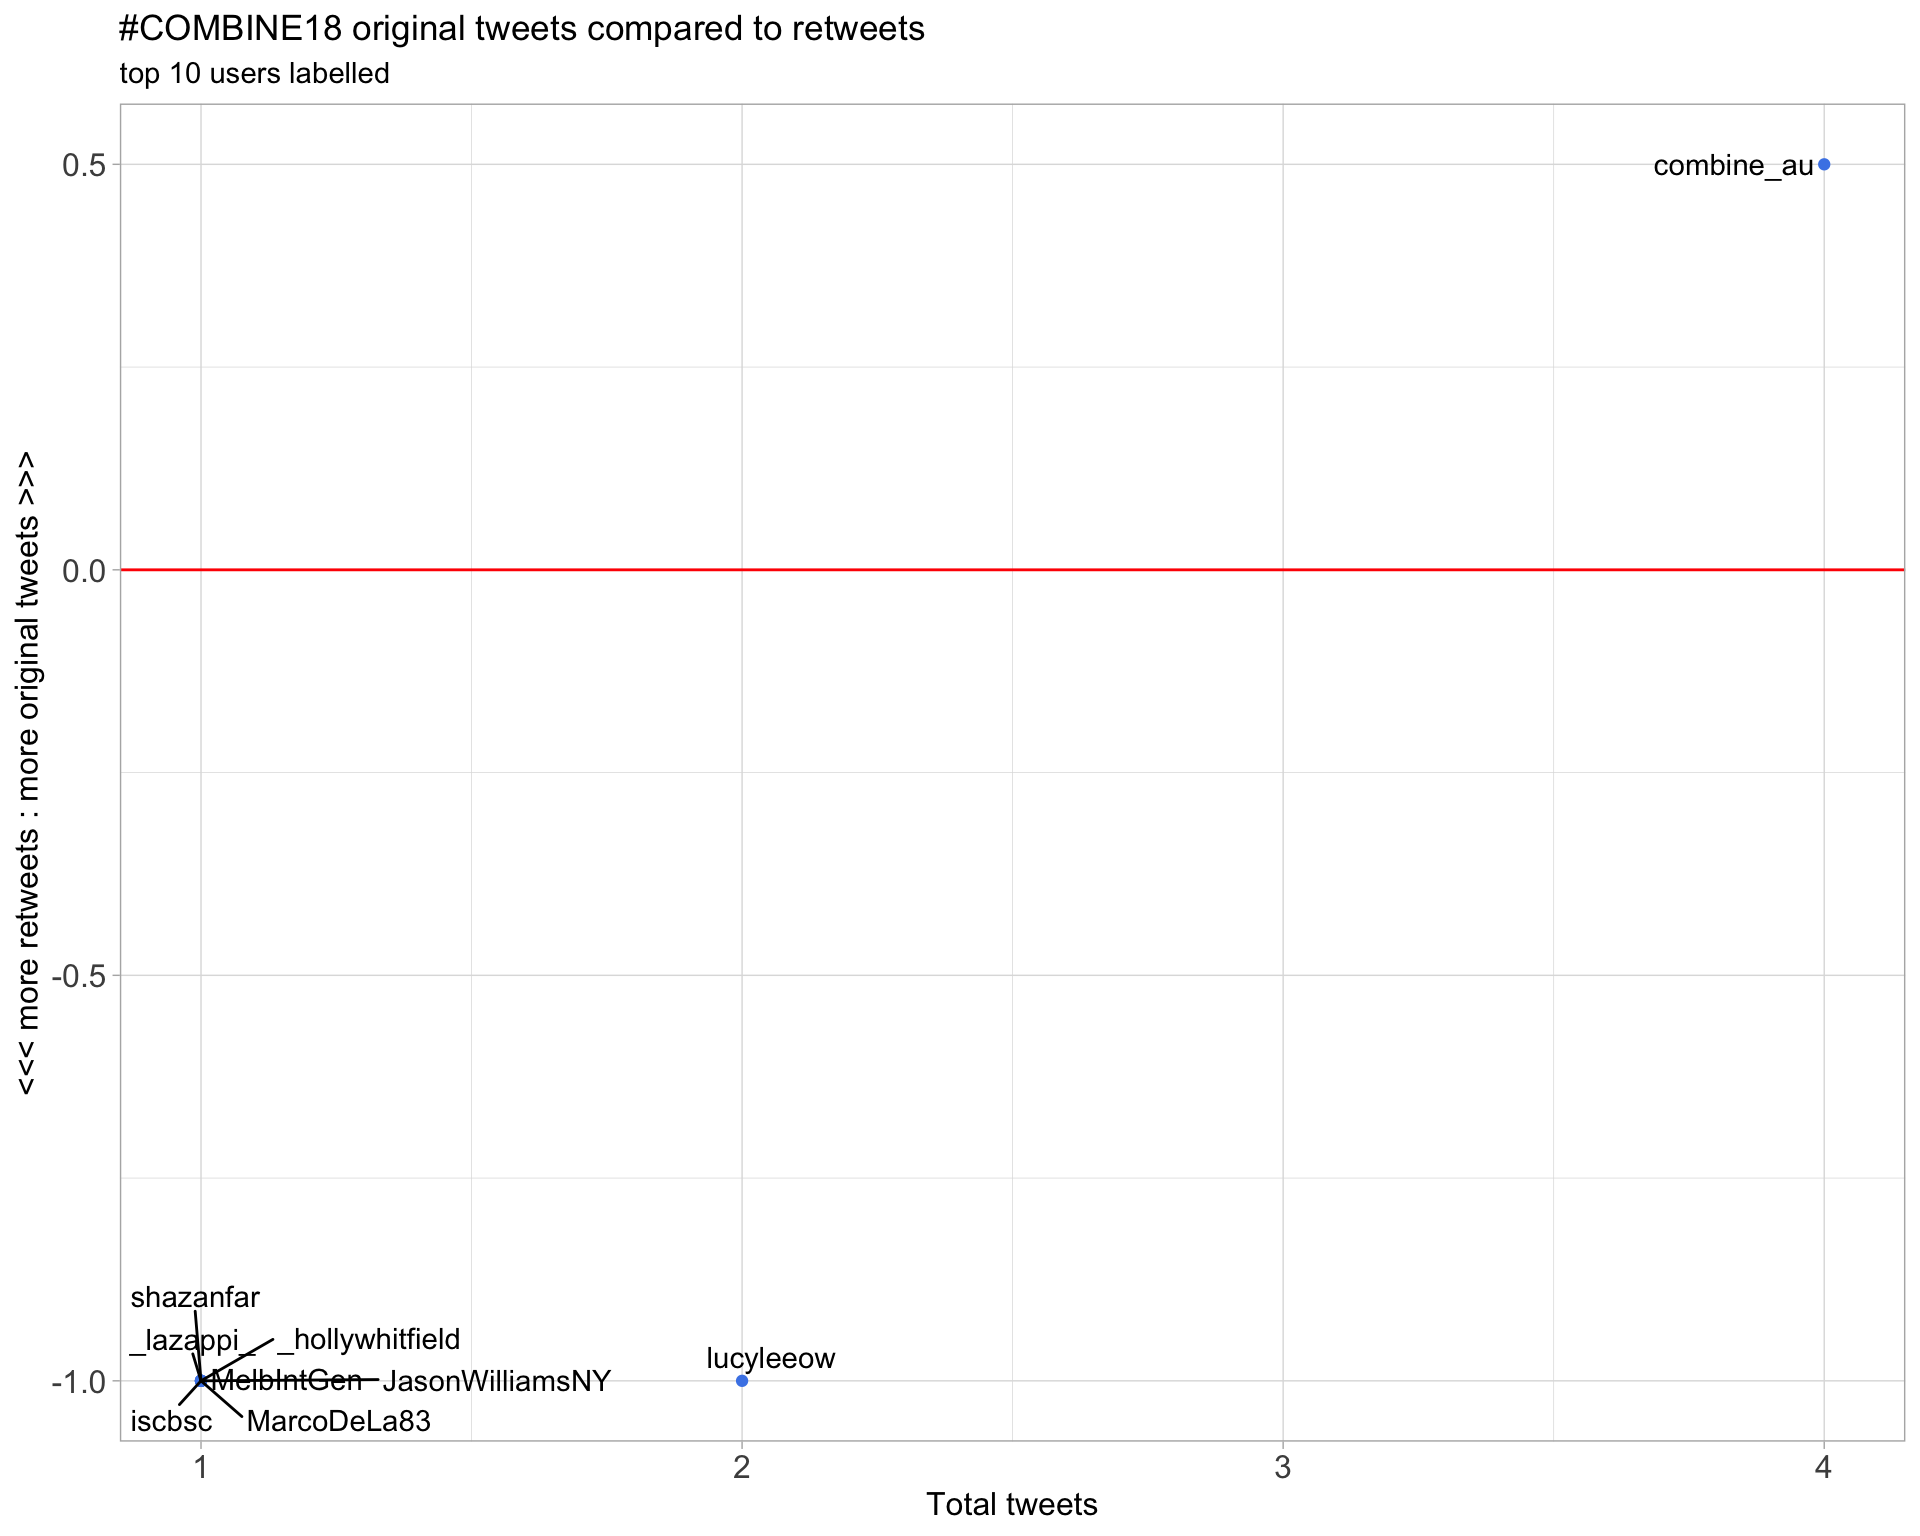 #COMBINE18 original tweets compared to retweets
top 10 users labelled
<<< more retweets : more original tweets >>>
0.5
0.0
-0.5
-1.0
combine_au
shazanfar
_lazappi_
_hollywhitfield
MelbIntGen
JasonWilliamsNY
iscbsc
MarcoDeLa83
lucyleeow
1
2
3
4
Total tweets